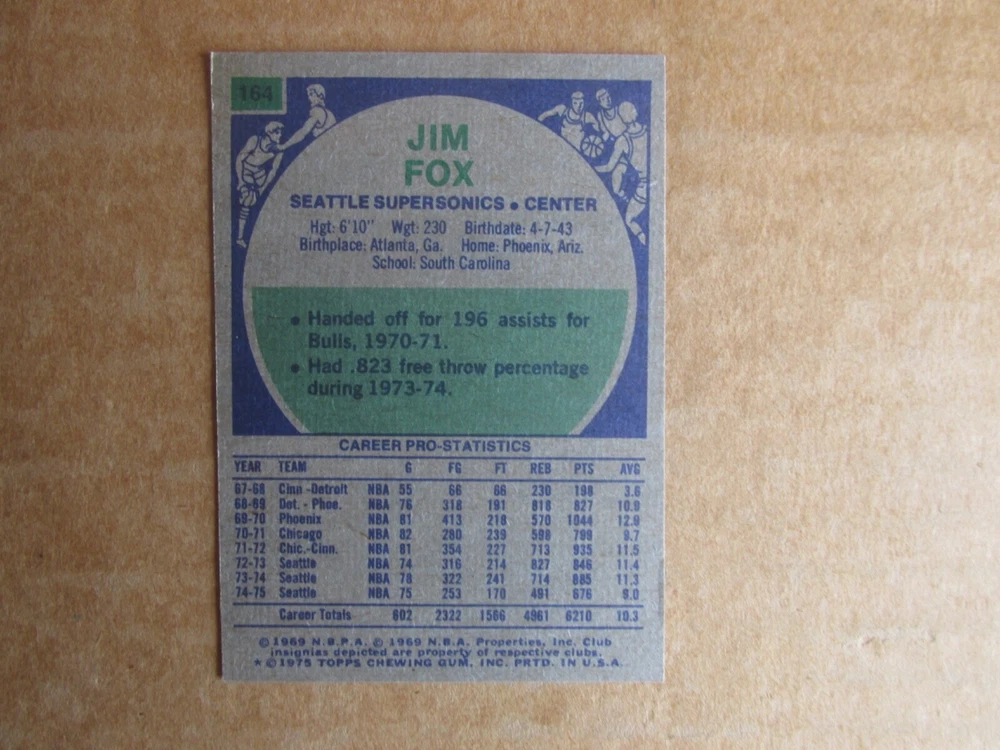 164
JIM
FOX
SEATTLE SUPERSONICS • CENTER
Hgt: 6'10" Wgt: 230 Birthdate: 4-7-43
Birthplace: Atlanta, Ga. Home: Phoenix, Ariz.
School: South Carolina
• Handed off for 196 assists for
Bulls, 1970-71.
• Had .823 free throw percentage
during 1973-74.
CAREER PRO-STATISTICS
YEAR TEAM G FG FT REB PTS AVG
67-68 Cinn-Detroit NBA 55 66 66 230 198 3.6
68-69 Det. - Phoe. NBA 76 318 191 818 827 10.9
69-70 Phoenix NBA 81 413 218 570 1044 12.9
70-71 Chicago NBA 82 280 239 598 799 9.7
71-72 Chic.-Cinn. NBA 81 354 227 713 935 11.5
72-73 Seattle NBA 74 316 214 827 846 11.4
73-74 Seattle NBA 78 322 241 714 885 11.3
74-75 Seattle NBA 75 253 170 491 676 9.0
Career Totals 602 2322 1566 4961 6210 10.3
© 1969 N.B.P.A. © 1969 N.B.A. Properties, Inc. Club
insignias depicted are property of respective clubs.
* © 1975 TOPPS CHEWING GUM, INC. PRTD. IN U.S.A.